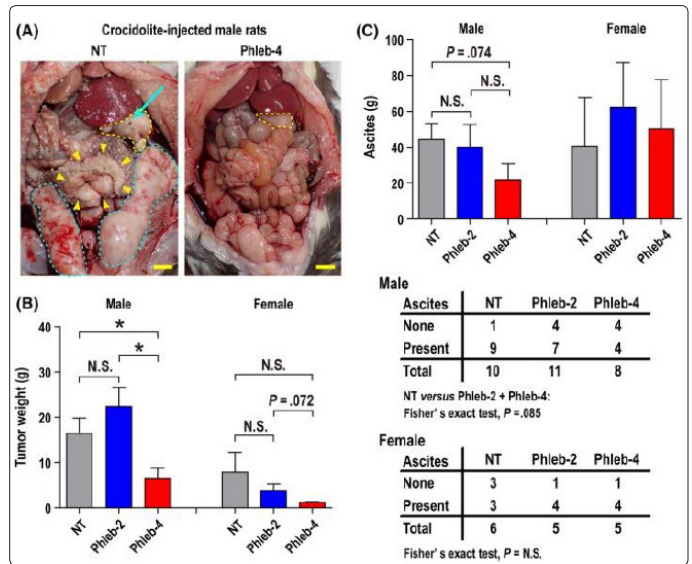 (A) Crocidolite-injected male rats
NT Phleb-4
(B)
Male Female
Tumor weight (g)
40
30
20
10
0
*
*
N.S.
N.S.
P = .072
N.S.
NT Phleb-2 Phleb-4 NT Phleb-2 Phleb-4
(C)
Male Female
Ascites (g)
100
80
60
40
20
0
P = .074
N.S. N.S.
NT Phleb-2 Phleb-4 NT Phleb-2 Phleb-4
Male
Ascites NT Phleb-2 Phleb-4
None 1 4 4
Present 9 7 4
Total 10 11 8
NT versus Phleb-2 + Phleb-4:
Fisher's exact test, P =.085
Female
Ascites NT Phleb-2 Phleb-4
None 3 1 1
Present 3 4 4
Total 6 5 5
Fisher's exact test, P = N.S.